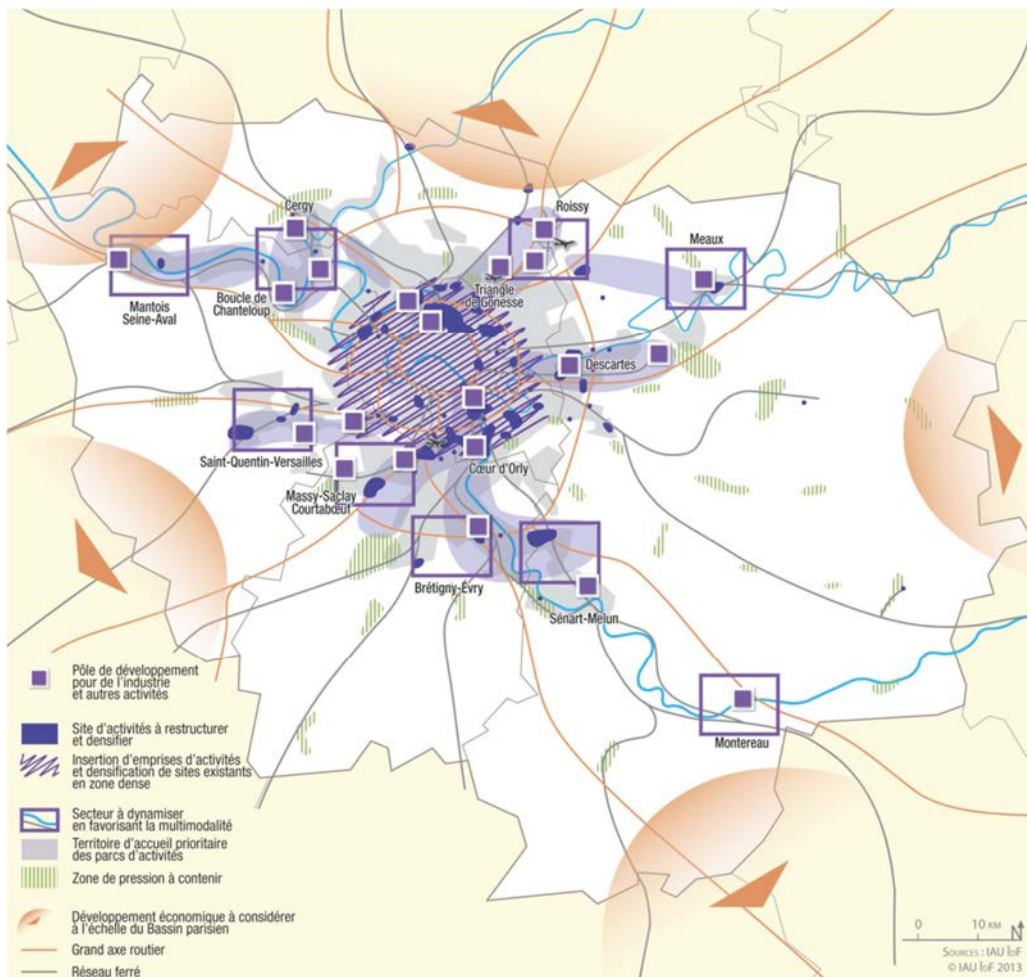 Cergy
Roissy
Meaux
Mantois
Seine-Aval
Boucle de
Chanteloup
Triangle
de Gonesse
Descartes
Saint-Quentin-Versailles
Cœur d'Orly
Massy-Saclay
Courtabœuf
Brétigny-Évry
Sénart-Melun
Montereau
Pôle de développement
pour de l'industrie
et autres activités
Site d'activités à restructurer
et densifier
Insertion d'emprises d'activités
et densification de sites existants
en zone dense
Secteur à dynamiser
en favorisant la multimodalité
Territoire d'accueil prioritaire
des parcs d'activités
Zone de pression à contenir
Développement économique à considérer
à l'échelle du Bassin parisien
Grand axe routier
Réseau ferré
0 10 KM
N
SOURCES : IAU ÎdF
© IAU ÎdF 2013